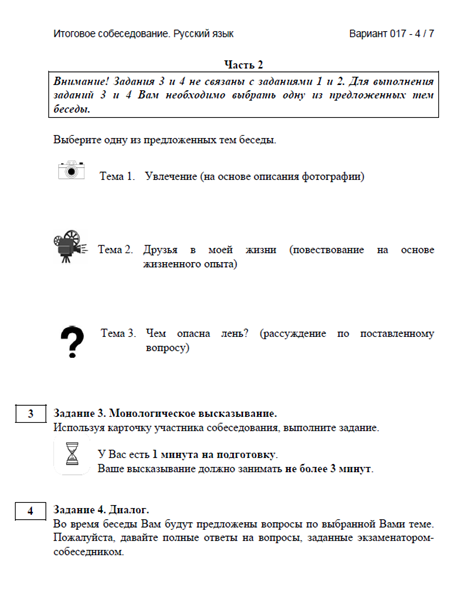 Итоговое собеседование. Русский язык Вариант 017 - 4 / 7
Часть 2
Внимание! Задания 3 и 4 не связаны с заданиями 1 и 2. Для выполнения
заданий 3 и 4 Вам необходимо выбрать одну из предложенных тем
беседы.
Выберите одну из предложенных тем беседы.
Тема 1. Увлечение (на основе описания фотографии)
Тема 2. Друзья в моей жизни (повествование на основе
жизненного опыта)
?
Тема 3. Чем опасна лень? (рассуждение по поставленному
вопросу)
3 Задание 3. Монологическое высказывание.
Используя карточку участника собеседования, выполните задание.
У Вас есть 1 минута на подготовку.
Ваше высказывание должно занимать не более 3 минут.
4 Задание 4. Диалог.
Во время беседы Вам будут предложены вопросы по выбранной Вами теме.
Пожалуйста, давайте полные ответы на вопросы, заданные экзаменатором-
собеседником.